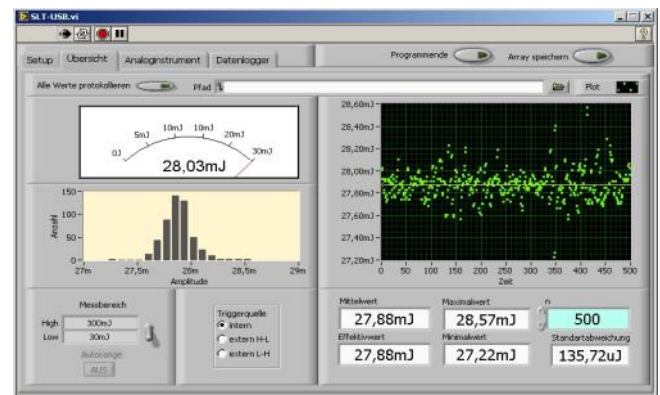 SLT-USB.vi
Setup Übersicht Analoginstrument Datenlogger Programmende Array speichern
Alle Werte protokollieren Pfad Plot
0J 5mJ 10mJ 10mJ 20mJ 30mJ
28,03mJ
150
100
50
0
Anzahl
27m 27,5m 28m 28,5m 29m
Amplitude
28,60mJ
28,40mJ
28,20mJ
28,00mJ
27,80mJ
27,60mJ
27,40mJ
27,20mJ
0 50 100 150 200 250 300 350 400 450 500
Zeit
Messbereich
High 300mJ
Low 30mJ
Autorange
AUS
Triggerquelle
intern
extern H-L
extern L-H
Mittelwert Maximalwert n
27,88mJ 28,57mJ 500
Effektivwert Minimalwert Standartabweichung
27,88mJ 27,22mJ 135,72uJ